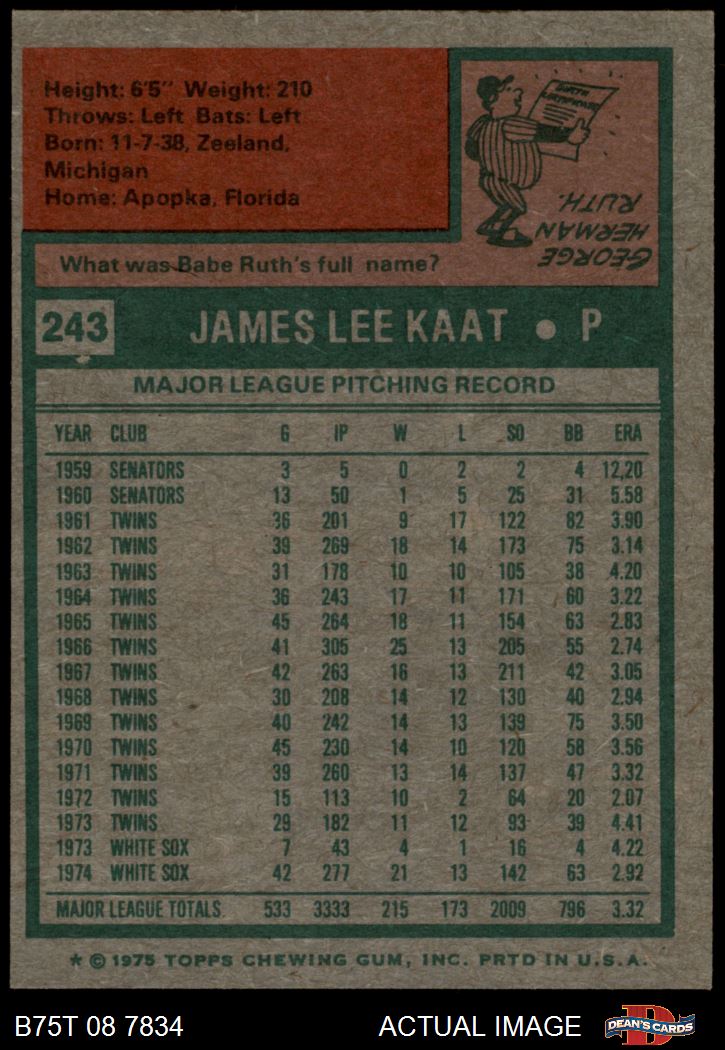 Height: 6'5" Weight: 210
Throws: Left Bats: Left
Born: 11-7-38, Zeeland,
Michigan
Home: Apopka, Florida
BIRTH
CERTIFICATE
GEORGE
HERMAN
RUTH.
What was Babe Ruth's full name?
243 JAMES LEE KAAT ● P
MAJOR LEAGUE PITCHING RECORD
YEAR CLUB G IP W L SO BB ERA
1959 SENATORS 3 5 0 2 2 4 12,20
1960 SENATORS 13 50 1 5 25 31 5.58
1961 TWINS 36 201 9 17 122 82 3.90
1962 TWINS 39 269 18 14 173 75 3.14
1963 TWINS 31 178 10 10 105 38 4.20
1964 TWINS 36 243 17 11 171 60 3.22
1965 TWINS 45 264 18 11 154 63 2.83
1966 TWINS 41 305 25 13 205 55 2.74
1967 TWINS 42 263 16 13 211 42 3.05
1968 TWINS 30 208 14 12 130 40 2.94
1969 TWINS 40 242 14 13 139 75 3.50
1970 TWINS 45 230 14 10 120 58 3.56
1971 TWINS 39 260 13 14 137 47 3.32
1972 TWINS 15 113 10 2 64 20 2.07
1973 TWINS 29 182 11 12 93 39 4.41
1973 WHITE SOX 7 43 4 1 16 4 4.22
1974 WHITE SOX 42 277 21 13 142 63 2.92
MAJOR LEAGUE TOTALS 533 3333 215 173 2009 796 3.32
* © 1975 TOPPS CHEWING GUM, INC. PRTD IN U.S.A.
B75T 08 7834 ACTUAL IMAGE D DEAN'S CARDS